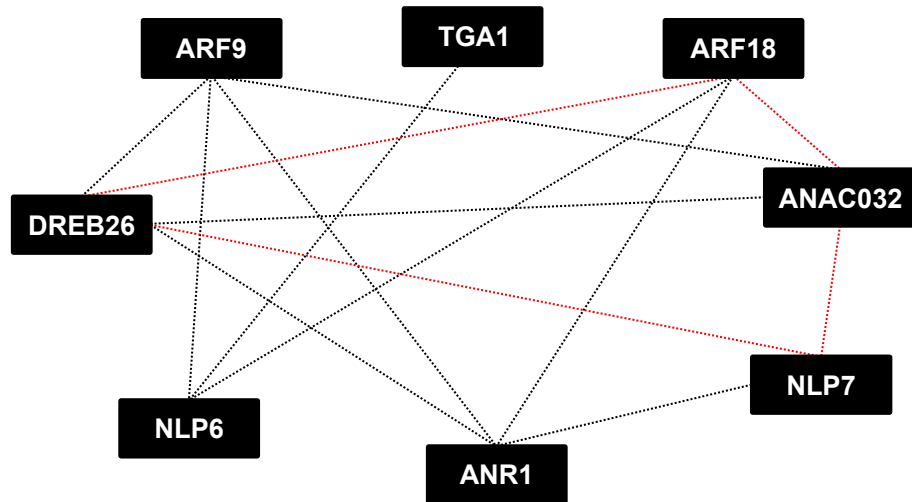 ARF9
TGA1
ARF18
DREB26
ANAC032
NLP6
ANR1
NLP7